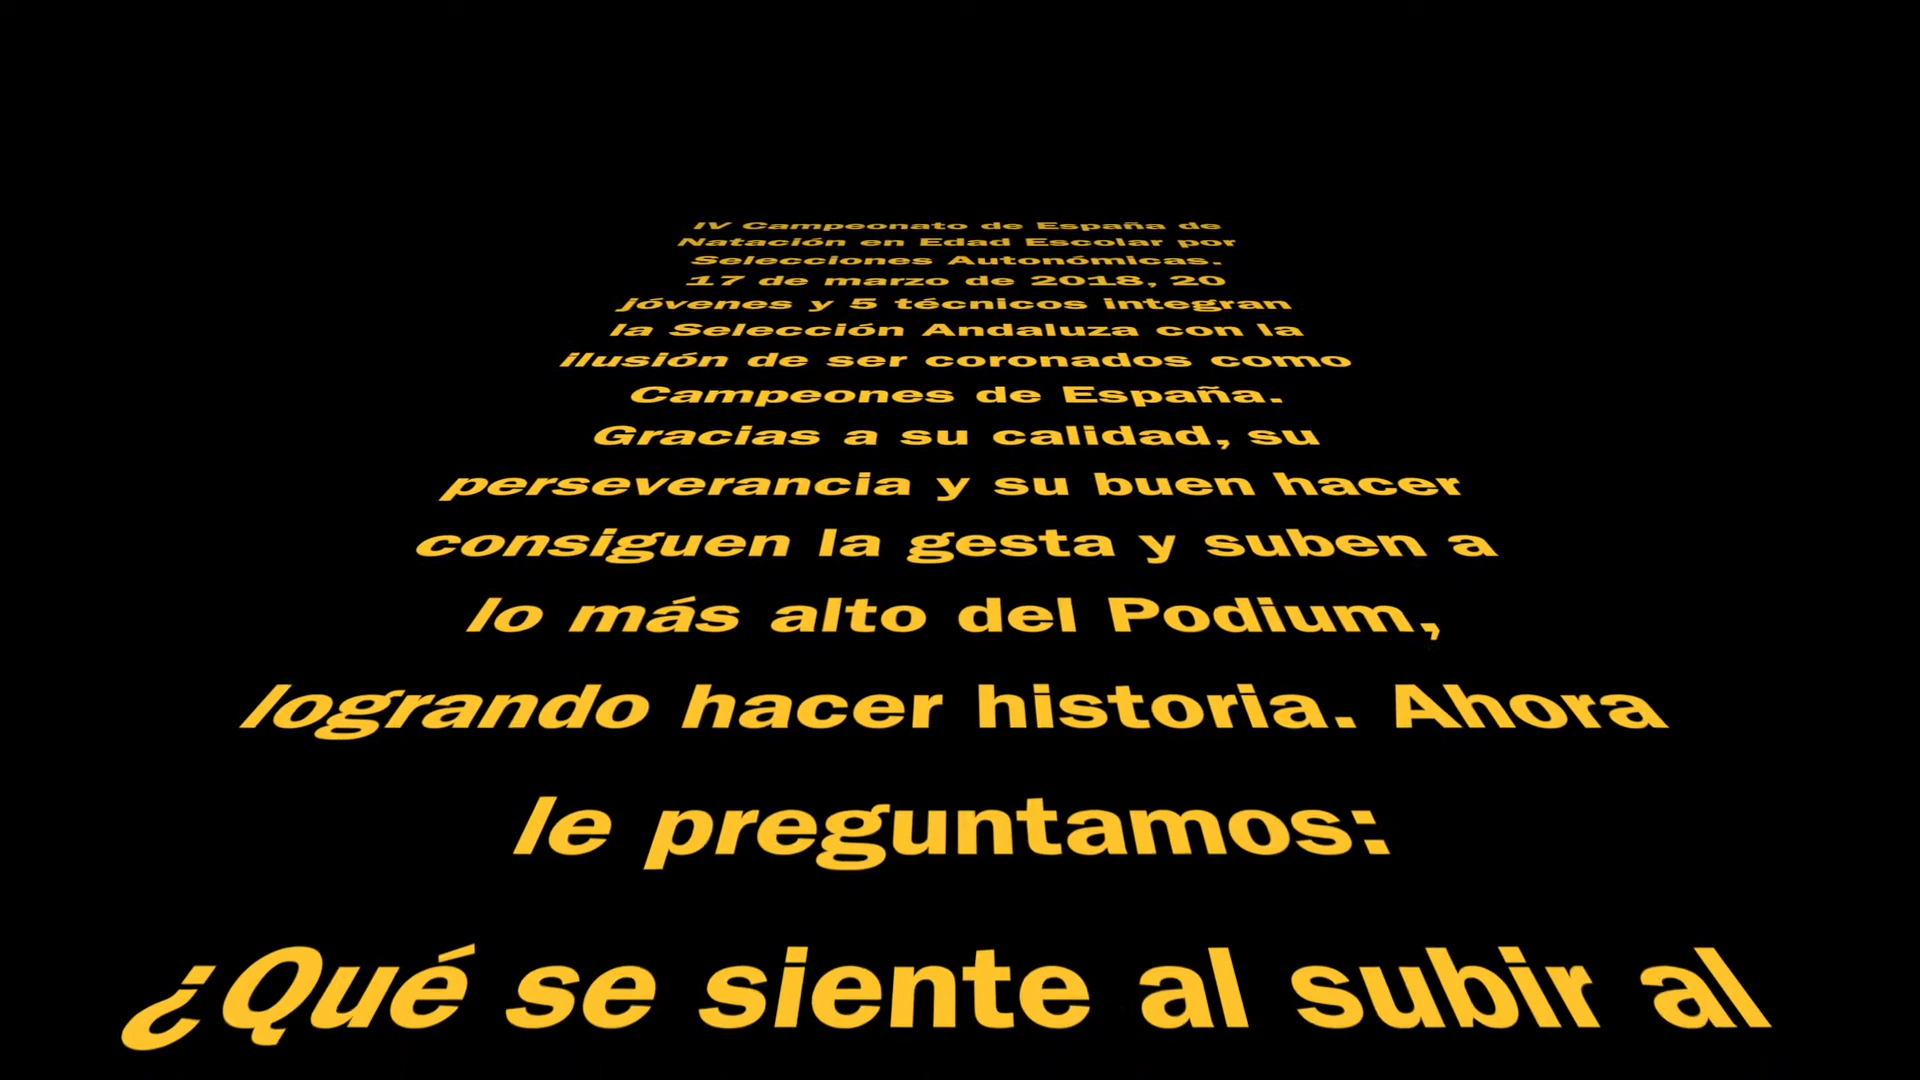 IV Campeonato de España de
Natación en Edad Escolar por
Selecciones Autonómicas.
17 de marzo de 2018, 20
jóvenes y 5 técnicos integran
la Selección Andaluza con la
ilusión de ser coronados como
Campeones de España.
Gracias a su calidad, su
perseverancia y su buen hacer
consiguen la gesta y suben a
lo más alto del Podium,
logrando hacer historia. Ahora
le preguntamos:
¿Qué se siente al subir al